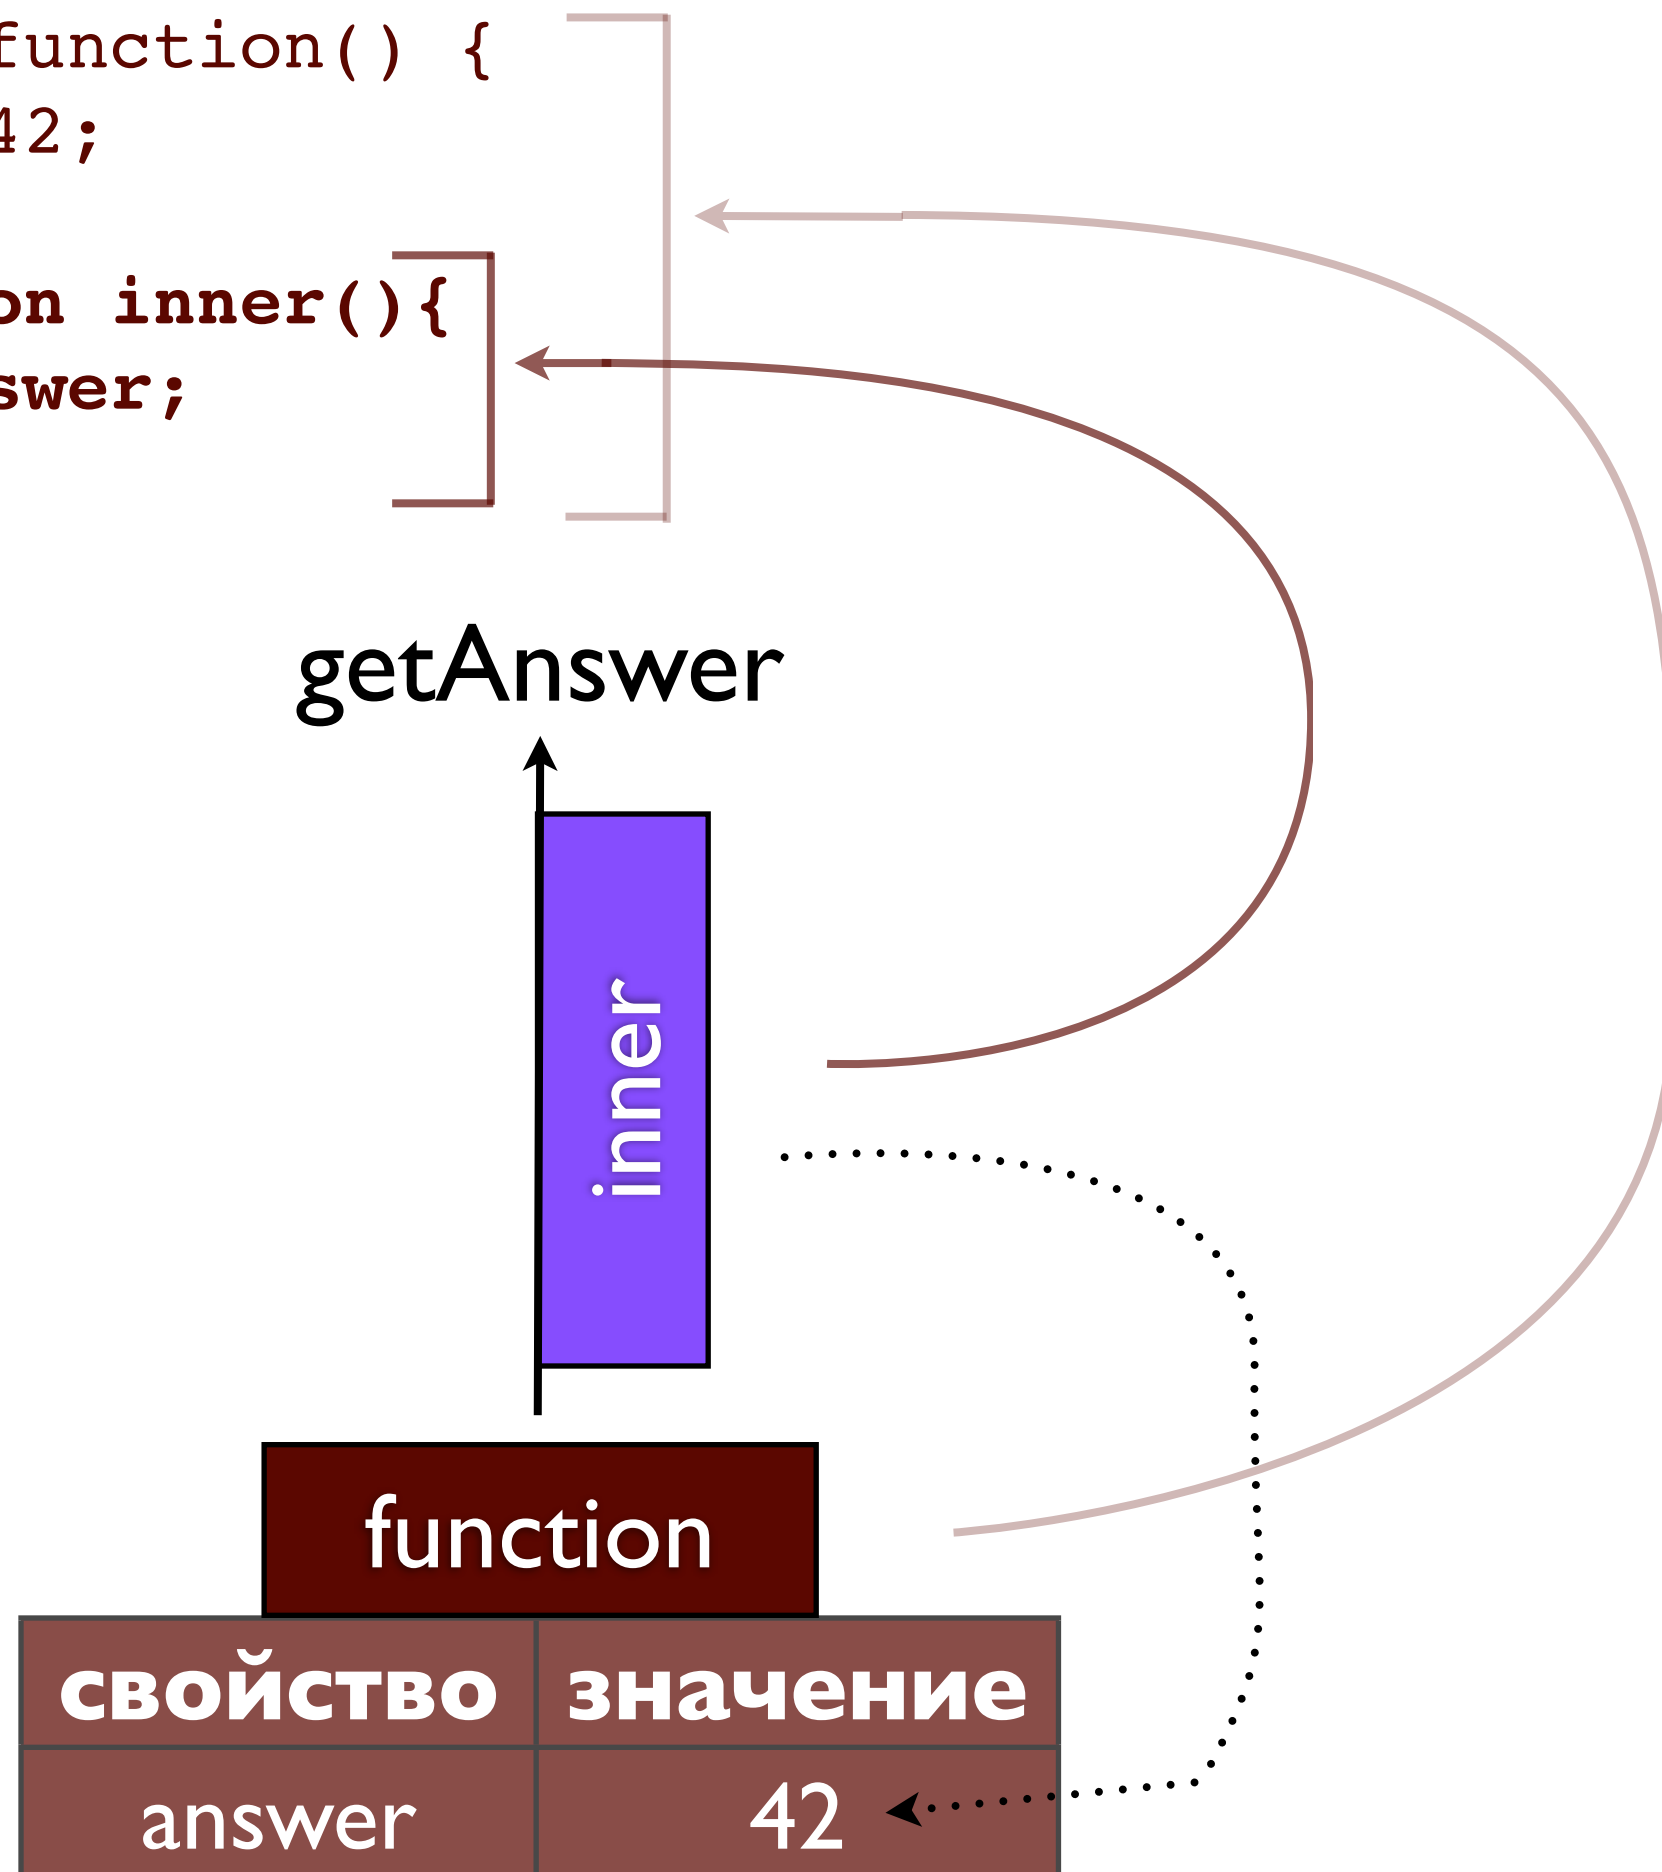 function() {
42;
on inner(){
swer;
getAnswer
inner
function
свойство значение
answer 42